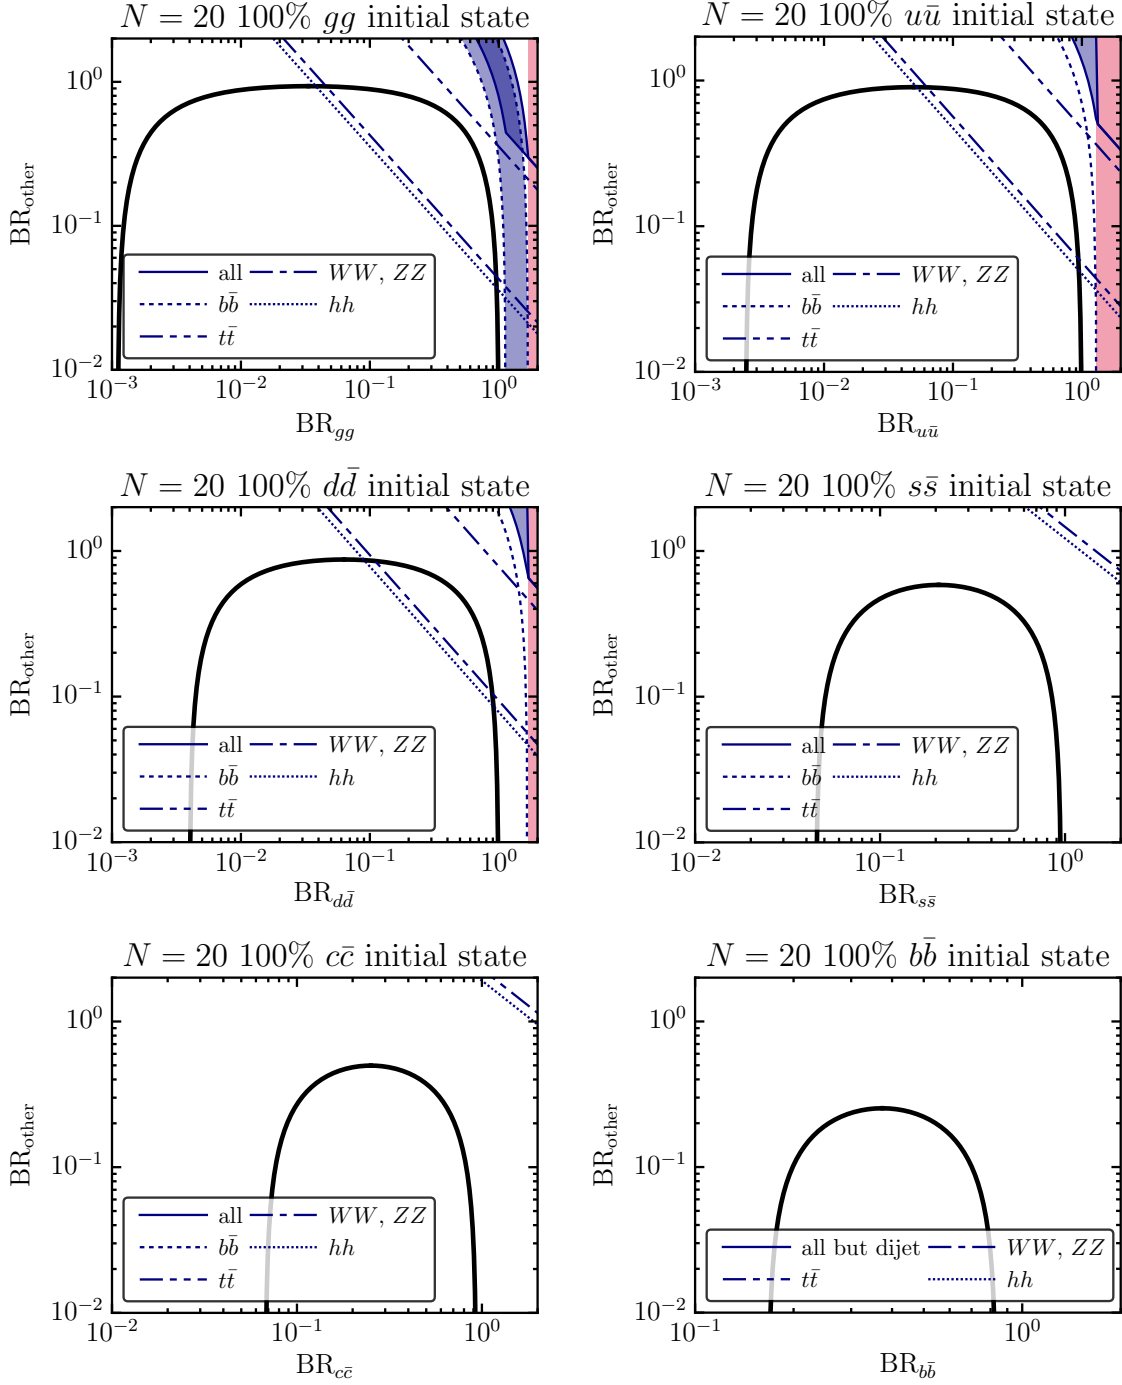 N = 20 100% gg initial state
BR_other
10^0
10^-1
10^-2
all
WW, ZZ
bb̄
hh
tt̄
10^-3 10^-2 10^-1 10^0
BR_gg
N = 20 100% uū initial state
BR_other
10^0
10^-1
10^-2
all
WW, ZZ
bb̄
hh
tt̄
10^-3 10^-2 10^-1 10^0
BR_uū
N = 20 100% dd̄ initial state
BR_other
10^0
10^-1
10^-2
all
WW, ZZ
bb̄
hh
tt̄
10^-3 10^-2 10^-1 10^0
BR_dd̄
N = 20 100% ss̄ initial state
BR_other
10^0
10^-1
10^-2
all
WW, ZZ
bb̄
hh
tt̄
10^-2 10^-1 10^0
BR_ss̄
N = 20 100% cc̄ initial state
BR_other
10^0
10^-1
10^-2
all
WW, ZZ
bb̄
hh
tt̄
10^-2 10^-1 10^0
BR_cc̄
N = 20 100% bb̄ initial state
BR_other
10^0
10^-1
10^-2
all but dijet
WW, ZZ
tt̄
hh
10^-1 10^0
BR_bb̄